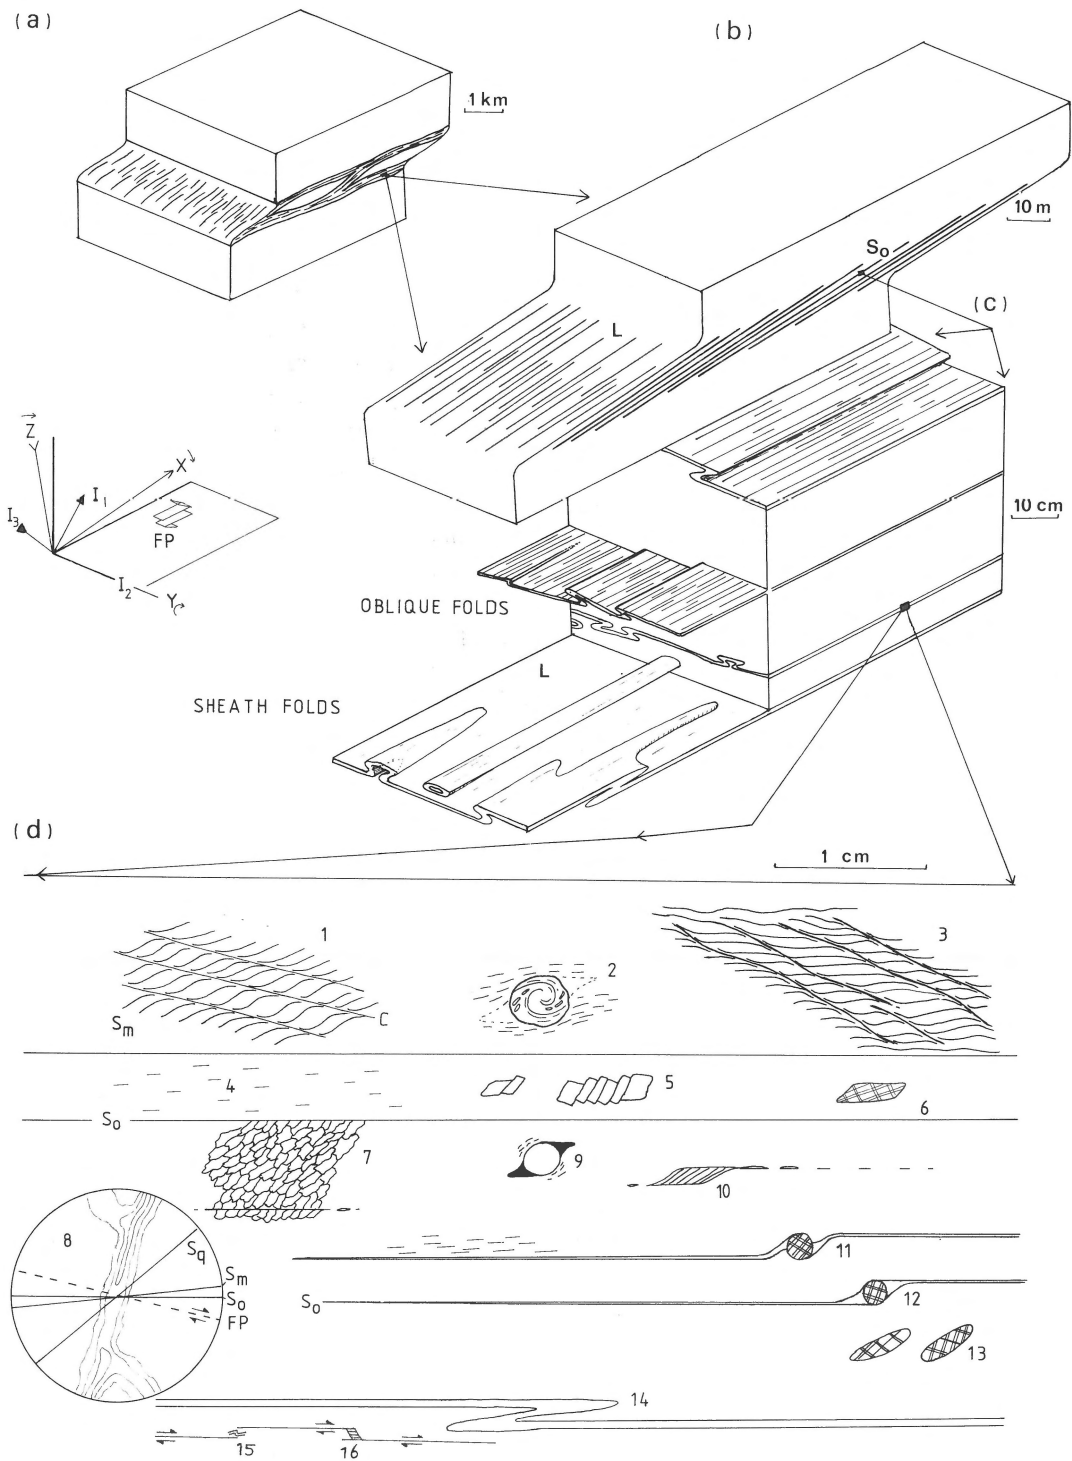 (a)
(b)
1 km
10 m
So
(c)
L
Z
X
I1
I3
FP
I2
Y
10 cm
OBLIQUE FOLDS
L
SHEATH FOLDS
(d)
1 cm
1
2
3
Sm
C
4
5
6
So
7
9
10
8
Sq
Sm
So
FP
11
So
12
13
14
15
16